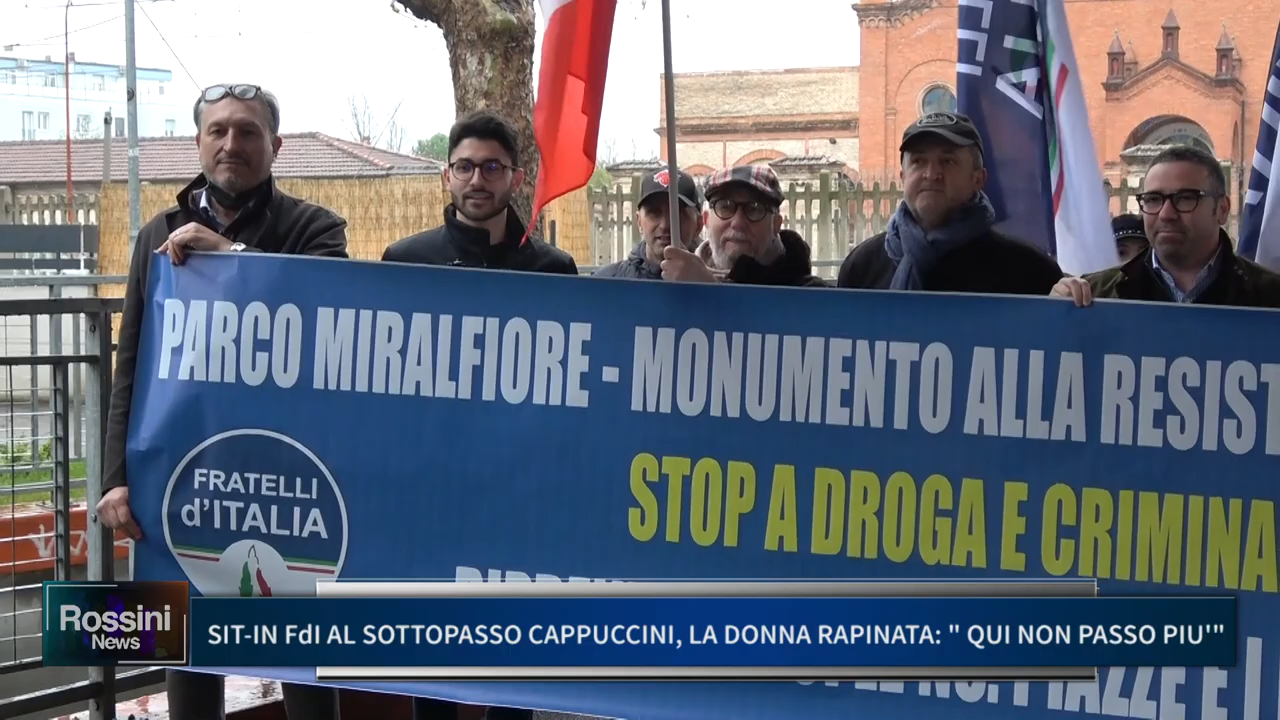 PARCO MIRALFIORE - MONUMENTO ALLA RESIST
STOP A DROGA E CRIMINA
FRATELLI
d'ITALIA
Rossini
News
SIT-IN FdI AL SOTTOPASSO CAPPUCCINI, LA DONNA RAPINATA: " QUI NON PASSO PIU'"
PIAZZE E I